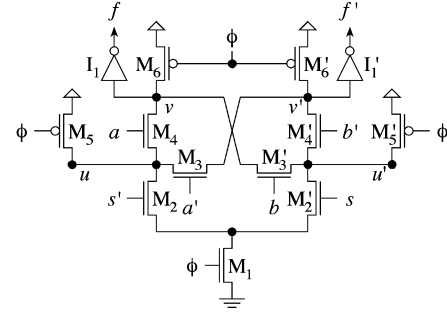 f f '
ϕ
I₁ M₆ M₆' I₁'
v v'
ϕ M₅ a M₄ M₄' b' M₅' ϕ
M₃ M₃'
u u'
s' M₂ a' b M₂' s
ϕ M₁